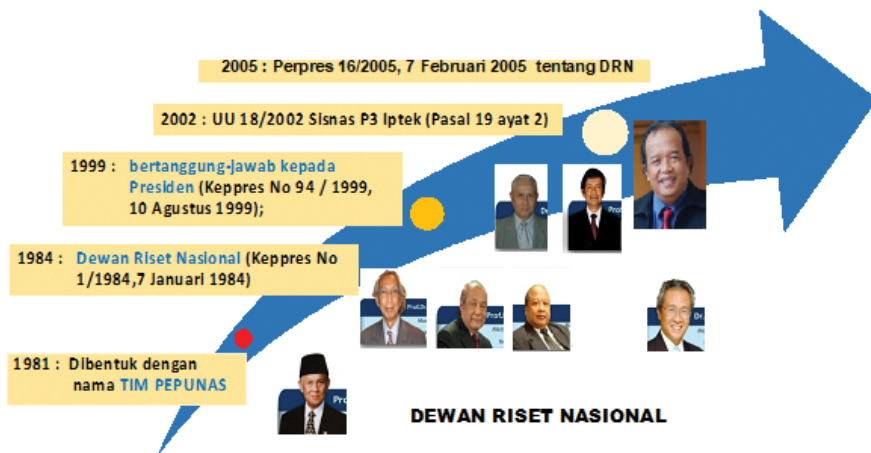 2005 : Perpres 16/2005, 7 Februari 2005 tentang DRN
2002 : UU 18/2002 Sisnas P3 Iptek (Pasal 19 ayat 2)
1999 : bertanggung-jawab kepada
Presiden (Keppres No 94 / 1999,
10 Agustus 1999);
1984 : Dewan Riset Nasional (Keppres No
1/1984,7 Januari 1984)
1981 : Dibentuk dengan
nama TIM PEPUNAS
DEWAN RISET NASIONAL